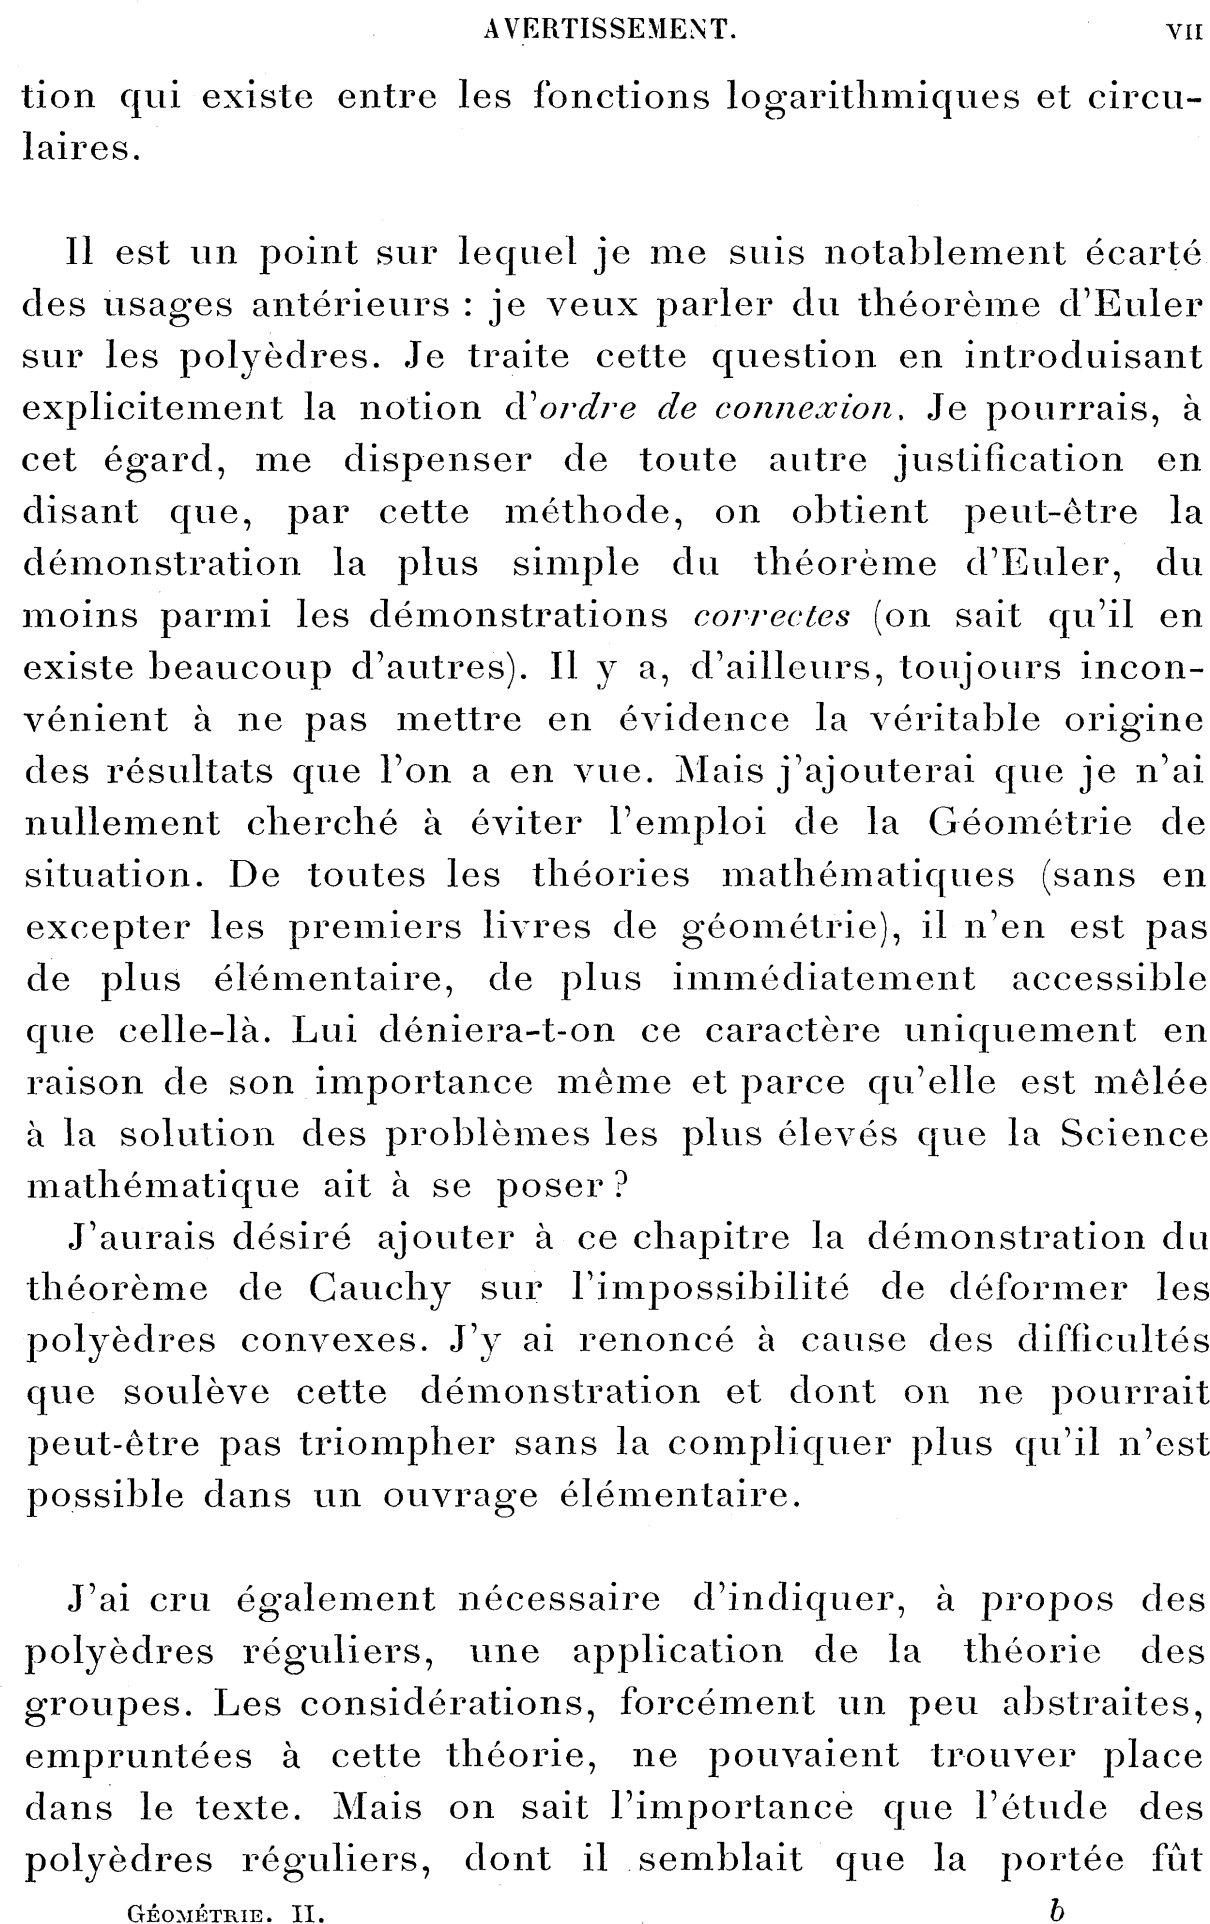 AVERTISSEMENT. VII
tion qui existe entre les fonctions logarithmiques et circu-
laires.
Il est un point sur lequel je me suis notablement écarté
des usages antérieurs : je veux parler du théorème d'Euler
sur les polyèdres. Je traite cette question en introduisant
explicitement la notion d'ordre de connexion. Je pourrais, à
cet égard, me dispenser de toute autre justification en
disant que, par cette méthode, on obtient peut-être la
démonstration la plus simple du théorème d'Euler, du
moins parmi les démonstrations correctes (on sait qu'il en
existe beaucoup d'autres). Il y a, d'ailleurs, toujours incon-
vénient à ne pas mettre en évidence la véritable origine
des résultats que l'on a en vue. Mais j'ajouterai que je n'ai
nullement cherché à éviter l'emploi de la Géométrie de
situation. De toutes les théories mathématiques (sans en
excepter les premiers livres de géométrie), il n'en est pas
de plus élémentaire, de plus immédiatement accessible
que celle-là. Lui déniera-t-on ce caractère uniquement en
raison de son importance même et parce qu'elle est mêlée
à la solution des problèmes les plus élevés que la Science
mathématique ait à se poser ?
J'aurais désiré ajouter à ce chapitre la démonstration du
théorème de Cauchy sur l'impossibilité de déformer les
polyèdres convexes. J'y ai renoncé à cause des difficultés
que soulève cette démonstration et dont on ne pourrait
peut-être pas triompher sans la compliquer plus qu'il n'est
possible dans un ouvrage élémentaire.
J'ai cru également nécessaire d'indiquer, à propos des
polyèdres réguliers, une application de la théorie des
groupes. Les considérations, forcément un peu abstraites,
empruntées à cette théorie, ne pouvaient trouver place
dans le texte. Mais on sait l'importance que l'étude des
polyèdres réguliers, dont il semblait que la portée fût
GÉOMÉTRIE. II. b